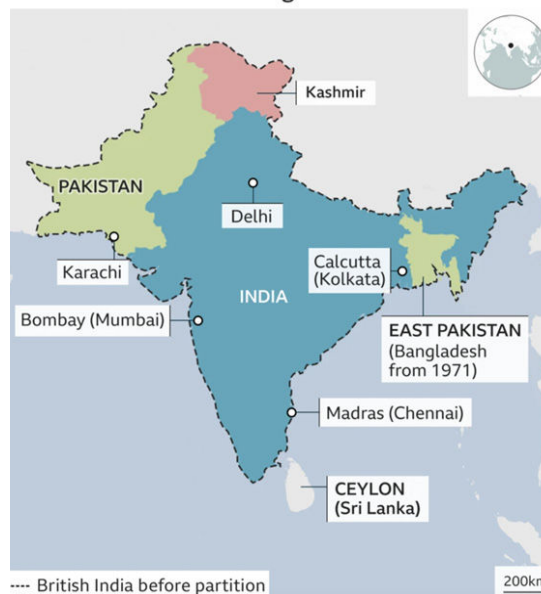 Kashmir
PAKISTAN
Delhi
Karachi
Calcutta
(Kolkata)
INDIA
Bombay (Mumbai)
EAST PAKISTAN
(Bangladesh
from 1971)
Madras (Chennai)
CEYLON
(Sri Lanka)
---- British India before partition
200km